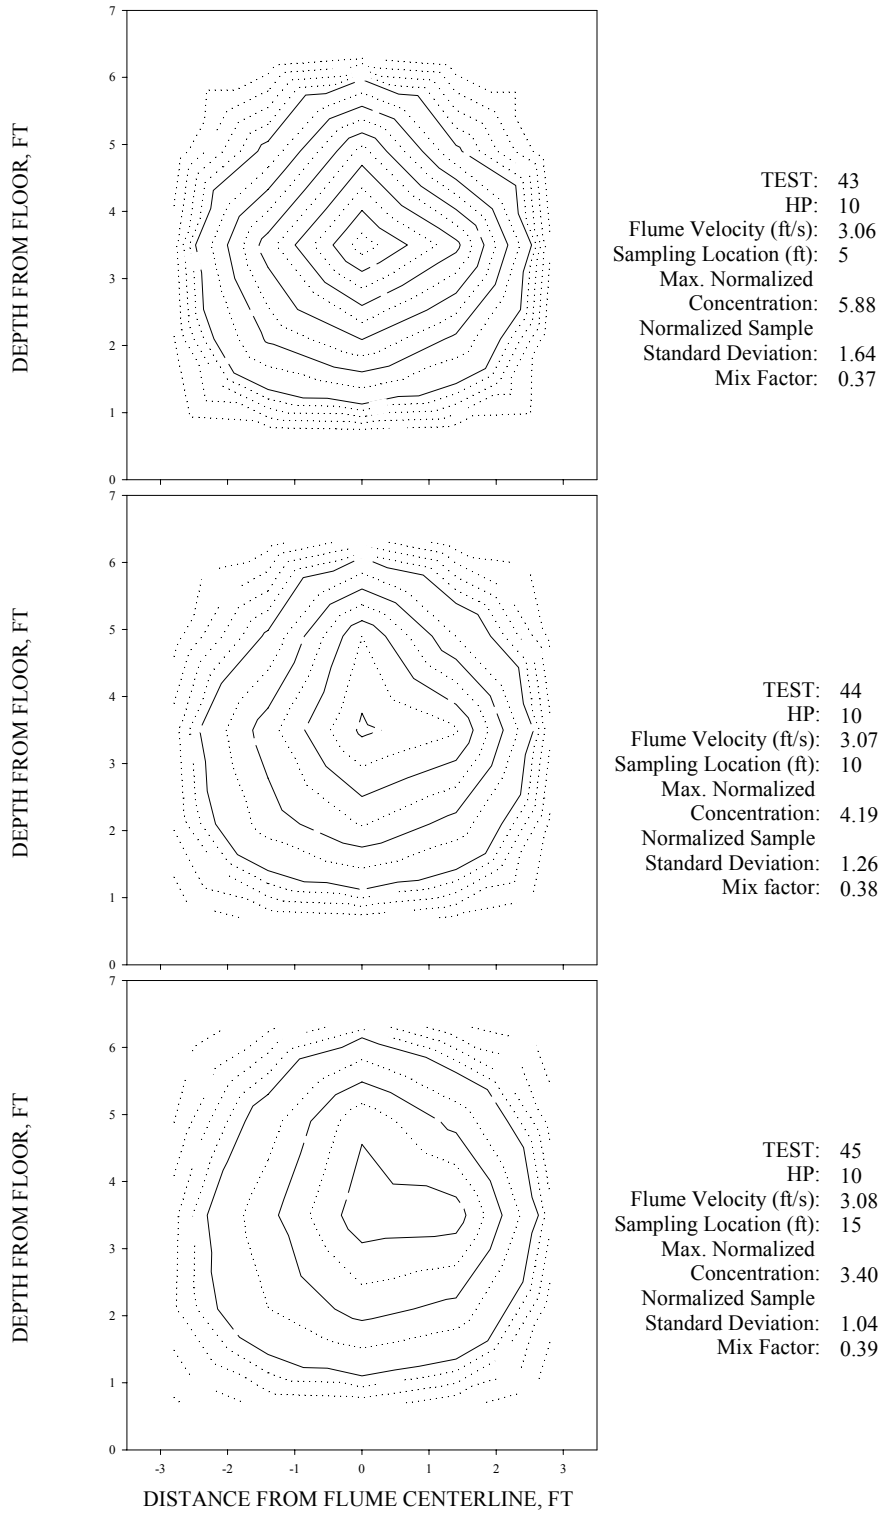 7
6
5
4
3
2
1
0
DEPTH FROM FLOOR, FT
TEST: 43
HP: 10
Flume Velocity (ft/s): 3.06
Sampling Location (ft): 5
Max. Normalized
Concentration: 5.88
Normalized Sample
Standard Deviation: 1.64
Mix Factor: 0.37
7
6
5
4
3
2
1
0
DEPTH FROM FLOOR, FT
TEST: 44
HP: 10
Flume Velocity (ft/s): 3.07
Sampling Location (ft): 10
Max. Normalized
Concentration: 4.19
Normalized Sample
Standard Deviation: 1.26
Mix factor: 0.38
7
6
5
4
3
2
1
0
DEPTH FROM FLOOR, FT
TEST: 45
HP: 10
Flume Velocity (ft/s): 3.08
Sampling Location (ft): 15
Max. Normalized
Concentration: 3.40
Normalized Sample
Standard Deviation: 1.04
Mix Factor: 0.39
-3 -2 -1 0 1 2 3
DISTANCE FROM FLUME CENTERLINE, FT